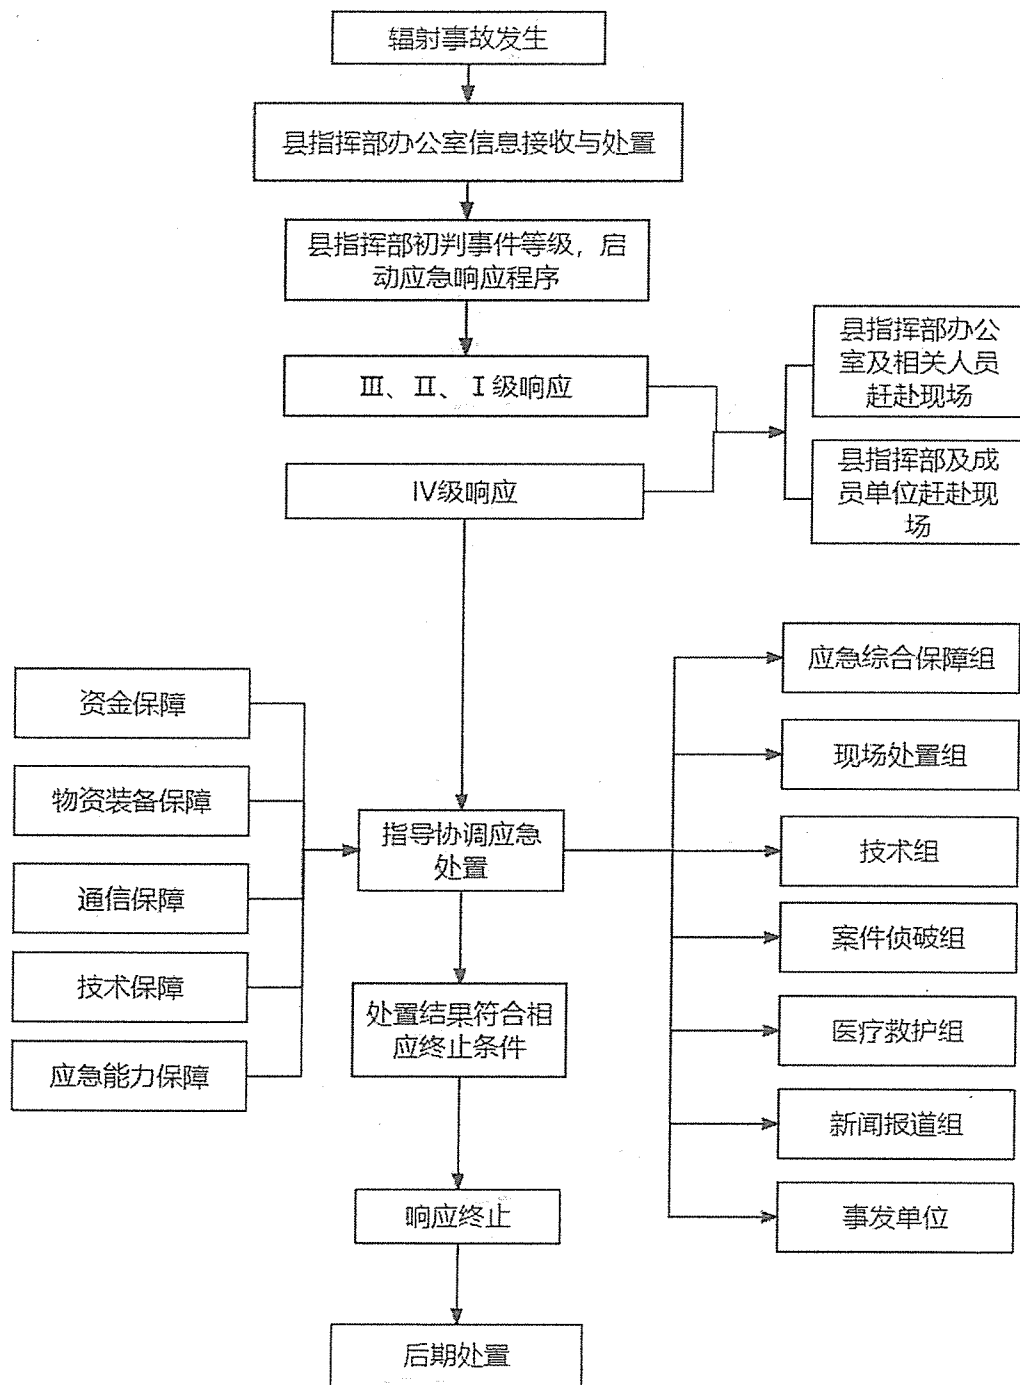 辐射事故发生
县指挥部办公室信息接收与处置
县指挥部初判事件等级，启
动应急响应程序
Ⅲ、Ⅱ、Ⅰ级响应
县指挥部办公
室及相关人员
赶赴现场
IV级响应
县指挥部及成
员单位赶赴现
场
资金保障
物资装备保障
通信保障
技术保障
应急能力保障
指导协调应急
处置
应急综合保障组
现场处置组
技术组
案件侦破组
医疗救护组
新闻报道组
事发单位
处置结果符合相
应终止条件
响应终止
后期处置